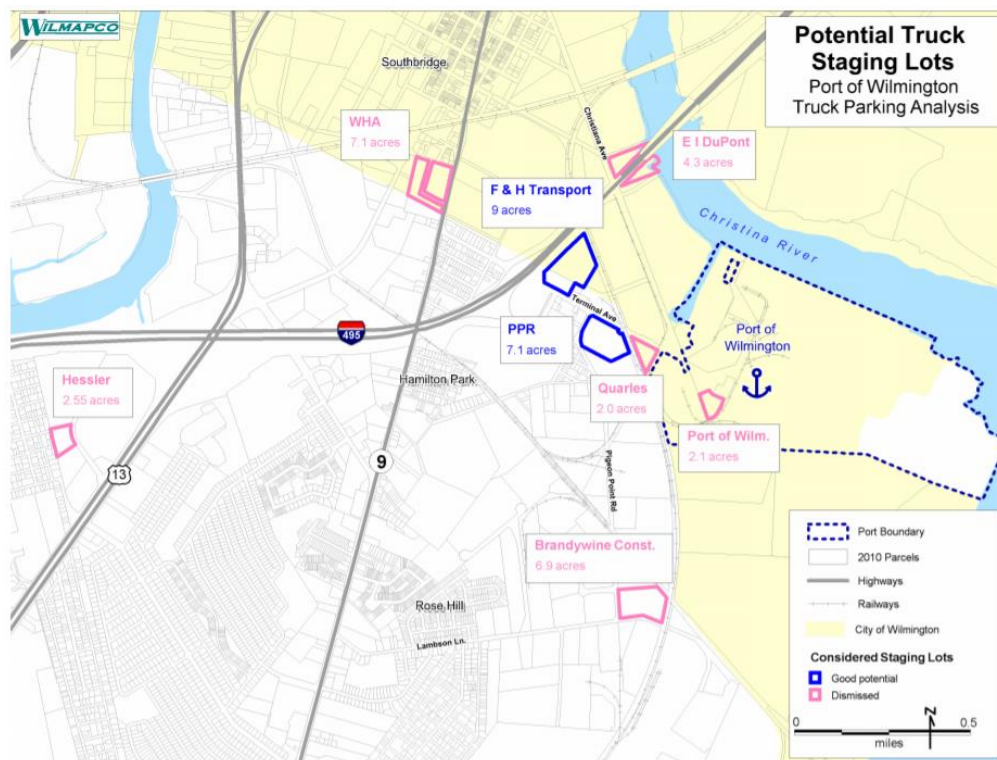 WILMAPCO
Potential Truck
Staging Lots
Port of Wilmington
Truck Parking Analysis
Southbridge
WHA
7.1 acres
Christiana Ave
E I DuPont
4.3 acres
F & H Transport
9 acres
Christina River
Terminal Ave
PPR
7.1 acres
495
Port of
Wilmington
Hessler
2.55 acres
Hamilton Park
Quarles
2.0 acres
Port of Wilm.
2.1 acres
13
9
Pigeon Point Rd
Brandywine Const.
6.9 acres
Rose Hill
Lambson Ln.
Port Boundary
2010 Parcels
Highways
Railways
City of Wilmington
Considered Staging Lots
Good potential
Dismissed
N
0 0.5
miles